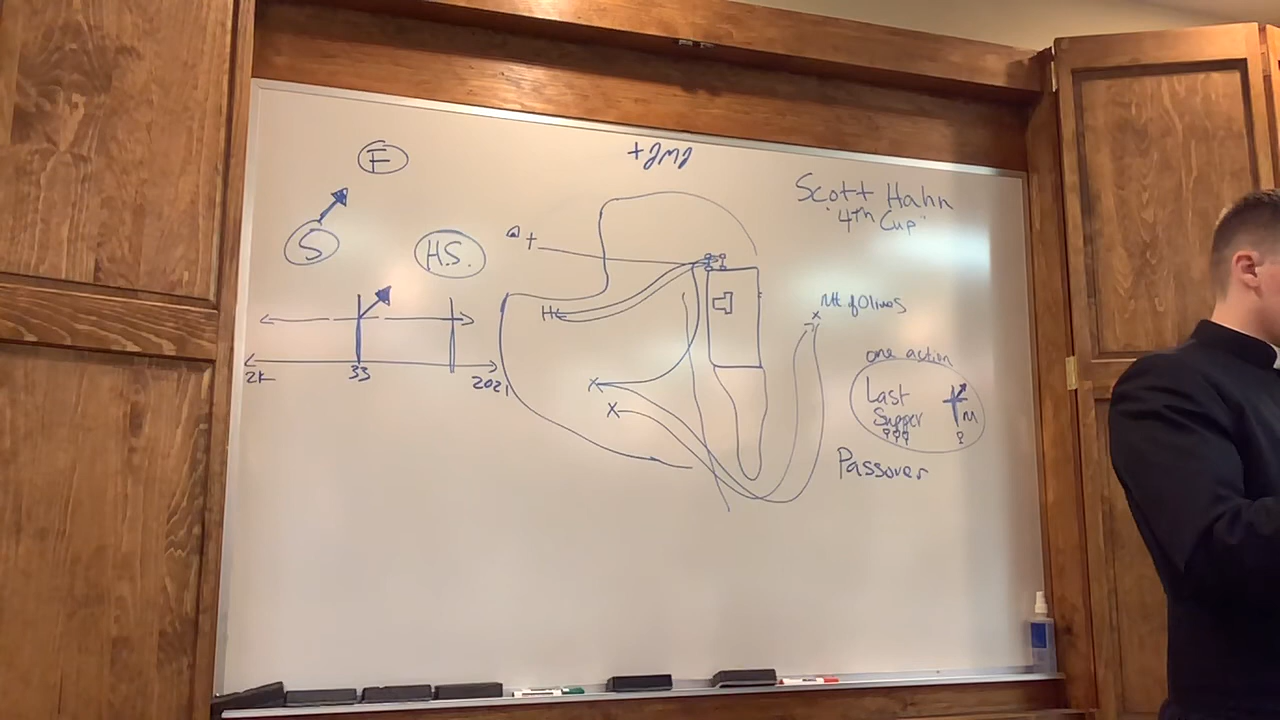 +JMJ
F
S
H.S.
2K
33
2021
H
X
X
x
Mt. of Olives
Scott Hahn
"4th Cup"
one action
Last
Supper
M
Passover